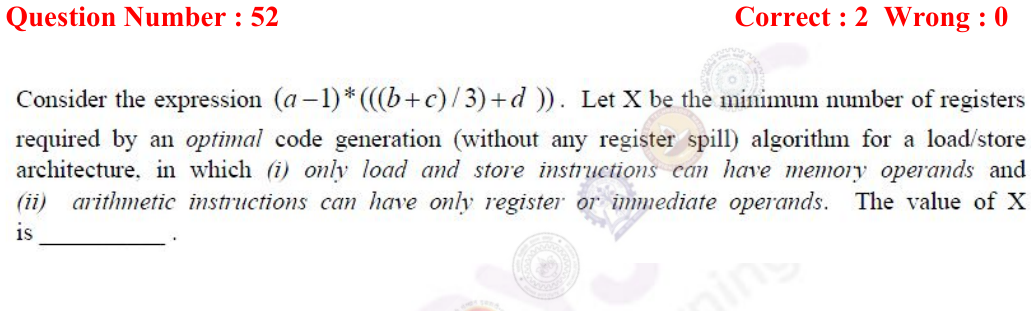 Question Number : 52 Correct : 2 Wrong : 0
Consider the expression (a−1)*(((b+c)/3)+d )). Let X be the minimum number of registers
required by an optimal code generation (without any register spill) algorithm for a load/store
architecture, in which (i) only load and store instructions can have memory operands and
(ii) arithmetic instructions can have only register or immediate operands. The value of X
is __________ .
ning